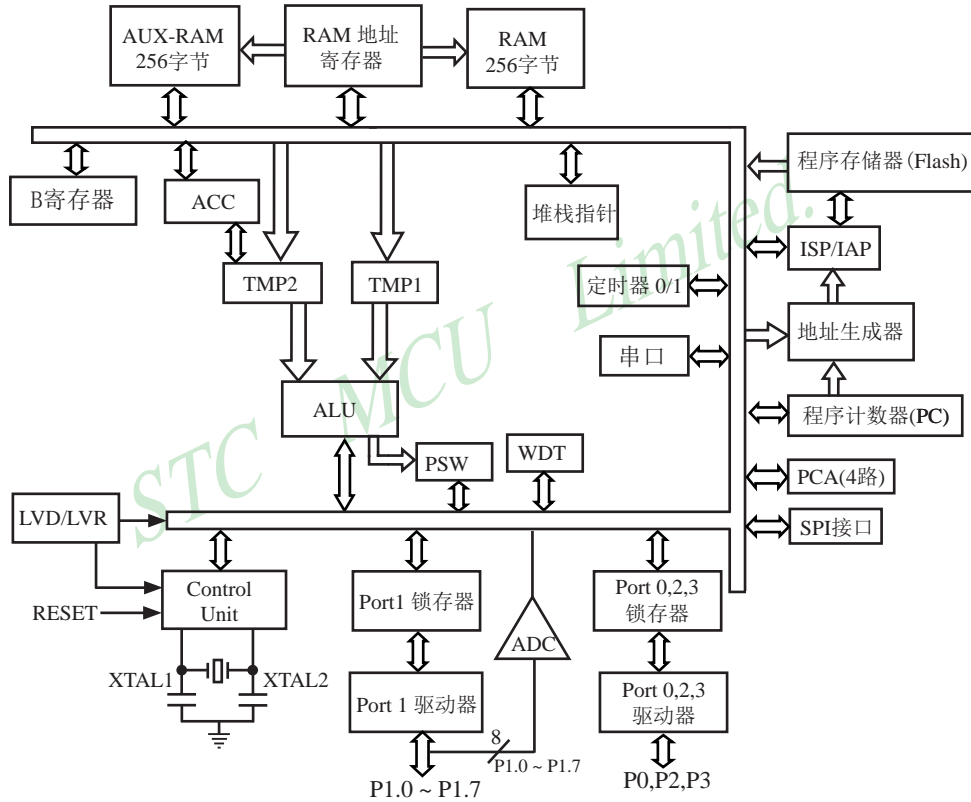 AUX-RAM
256字节
RAM 地址
寄存器
RAM
256字节
B寄存器
ACC
堆栈指针
程序存储器(Flash)
ISP/IAP
TMP2
TMP1
定时器 0/1
地址生成器
串口
ALU
程序计数器(PC)
PSW
WDT
PCA(4路)
LVD/LVR
SPI接口
STC MCU Limited.
Control
Unit
RESET
Port1 锁存器
ADC
Port 0,2,3
锁存器
XTAL1
XTAL2
Port 1 驱动器
Port 0,2,3
驱动器
8
P1.0 ~ P1.7
P1.0 ~ P1.7
P0,P2,P3